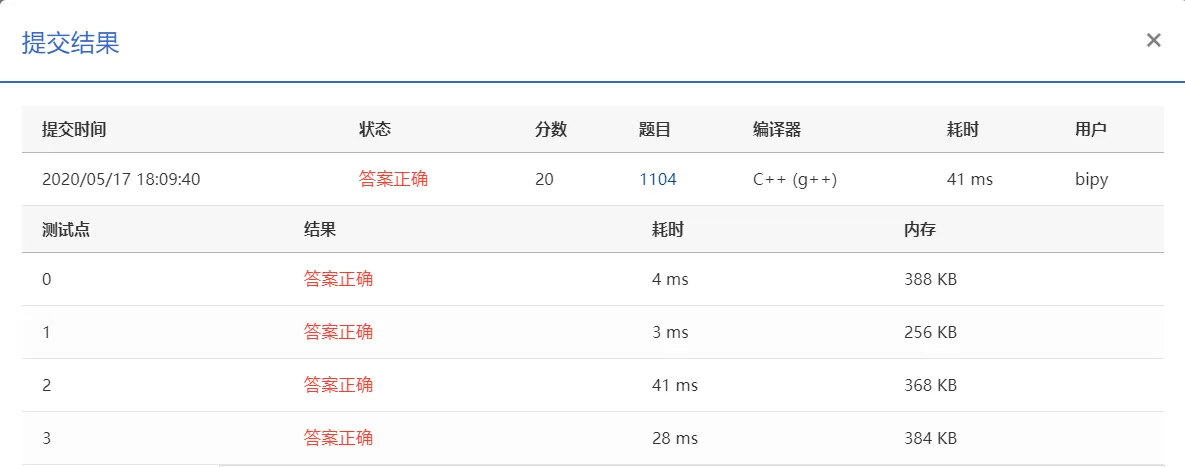 提交结果 ×
提交时间 状态 分数 题目 编译器 耗时 用户
2020/05/17 18:09:40 答案正确 20 1104 C++ (g++) 41 ms bipy
测试点 结果 耗时 内存
0 答案正确 4 ms 388 KB
1 答案正确 3 ms 256 KB
2 答案正确 41 ms 368 KB
3 答案正确 28 ms 384 KB